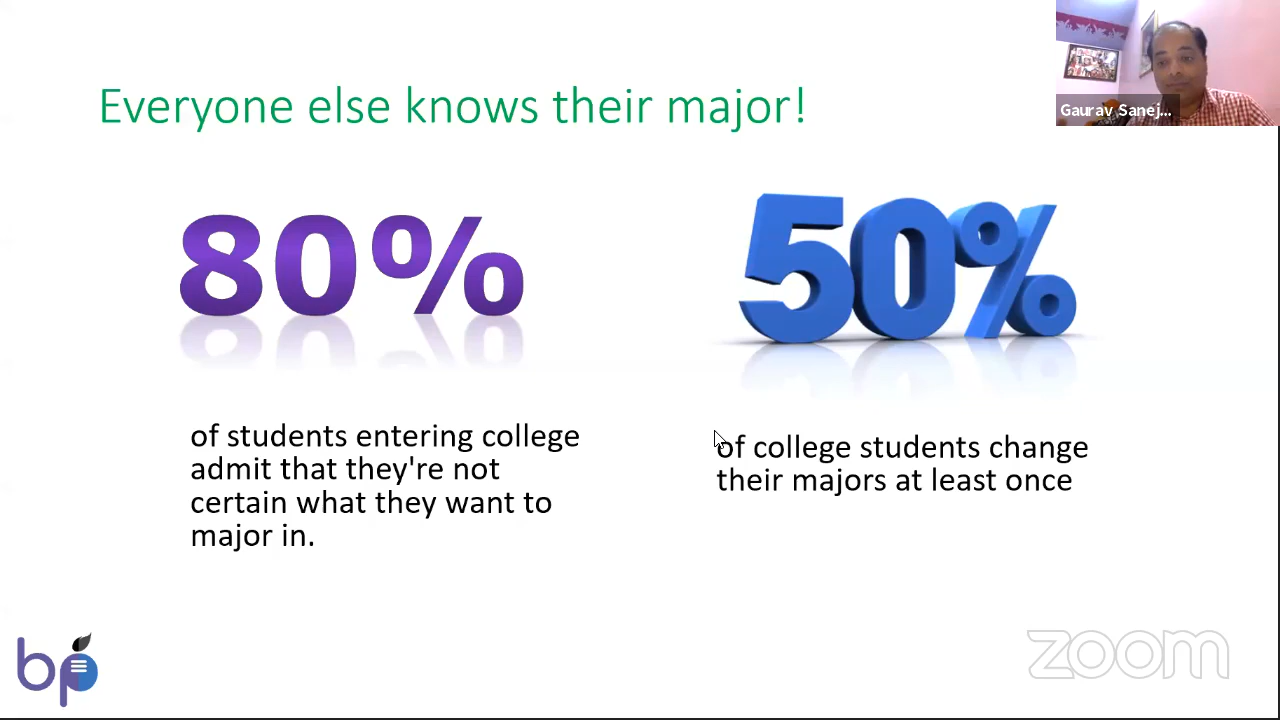 Everyone else knows their major!
Gaurav Sanej...
80%
50%
of students entering college
admit that they're not
certain what they want to
major in.
of college students change
their majors at least once
bp
zoom